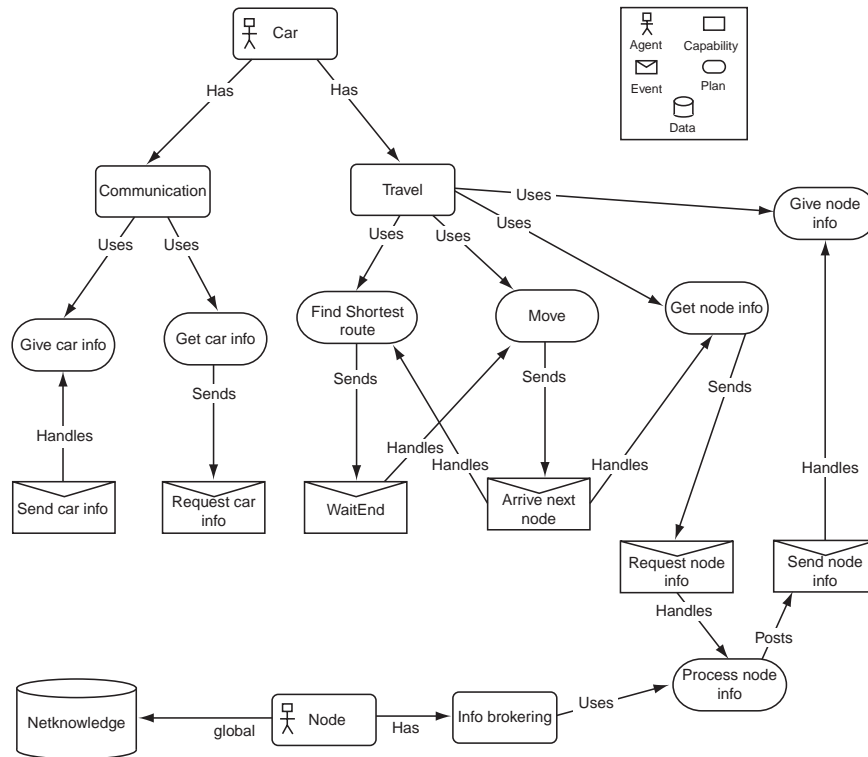 Car
Agent
Capability
Event
Plan
Data
Has
Has
Communication
Travel
Uses
Uses
Give node
info
Uses
Uses
Uses
Uses
Find Shortest
route
Move
Get node info
Give car info
Get car info
Sends
Sends
Sends
Sends
Handles
Handles
Handles
Handles
Handles
Send car info
Request car
info
WaitEnd
Arrive next
node
Request node
info
Send node
info
Handles
Posts
Process node
info
Netknowledge
global
Node
Has
Info brokering
Uses